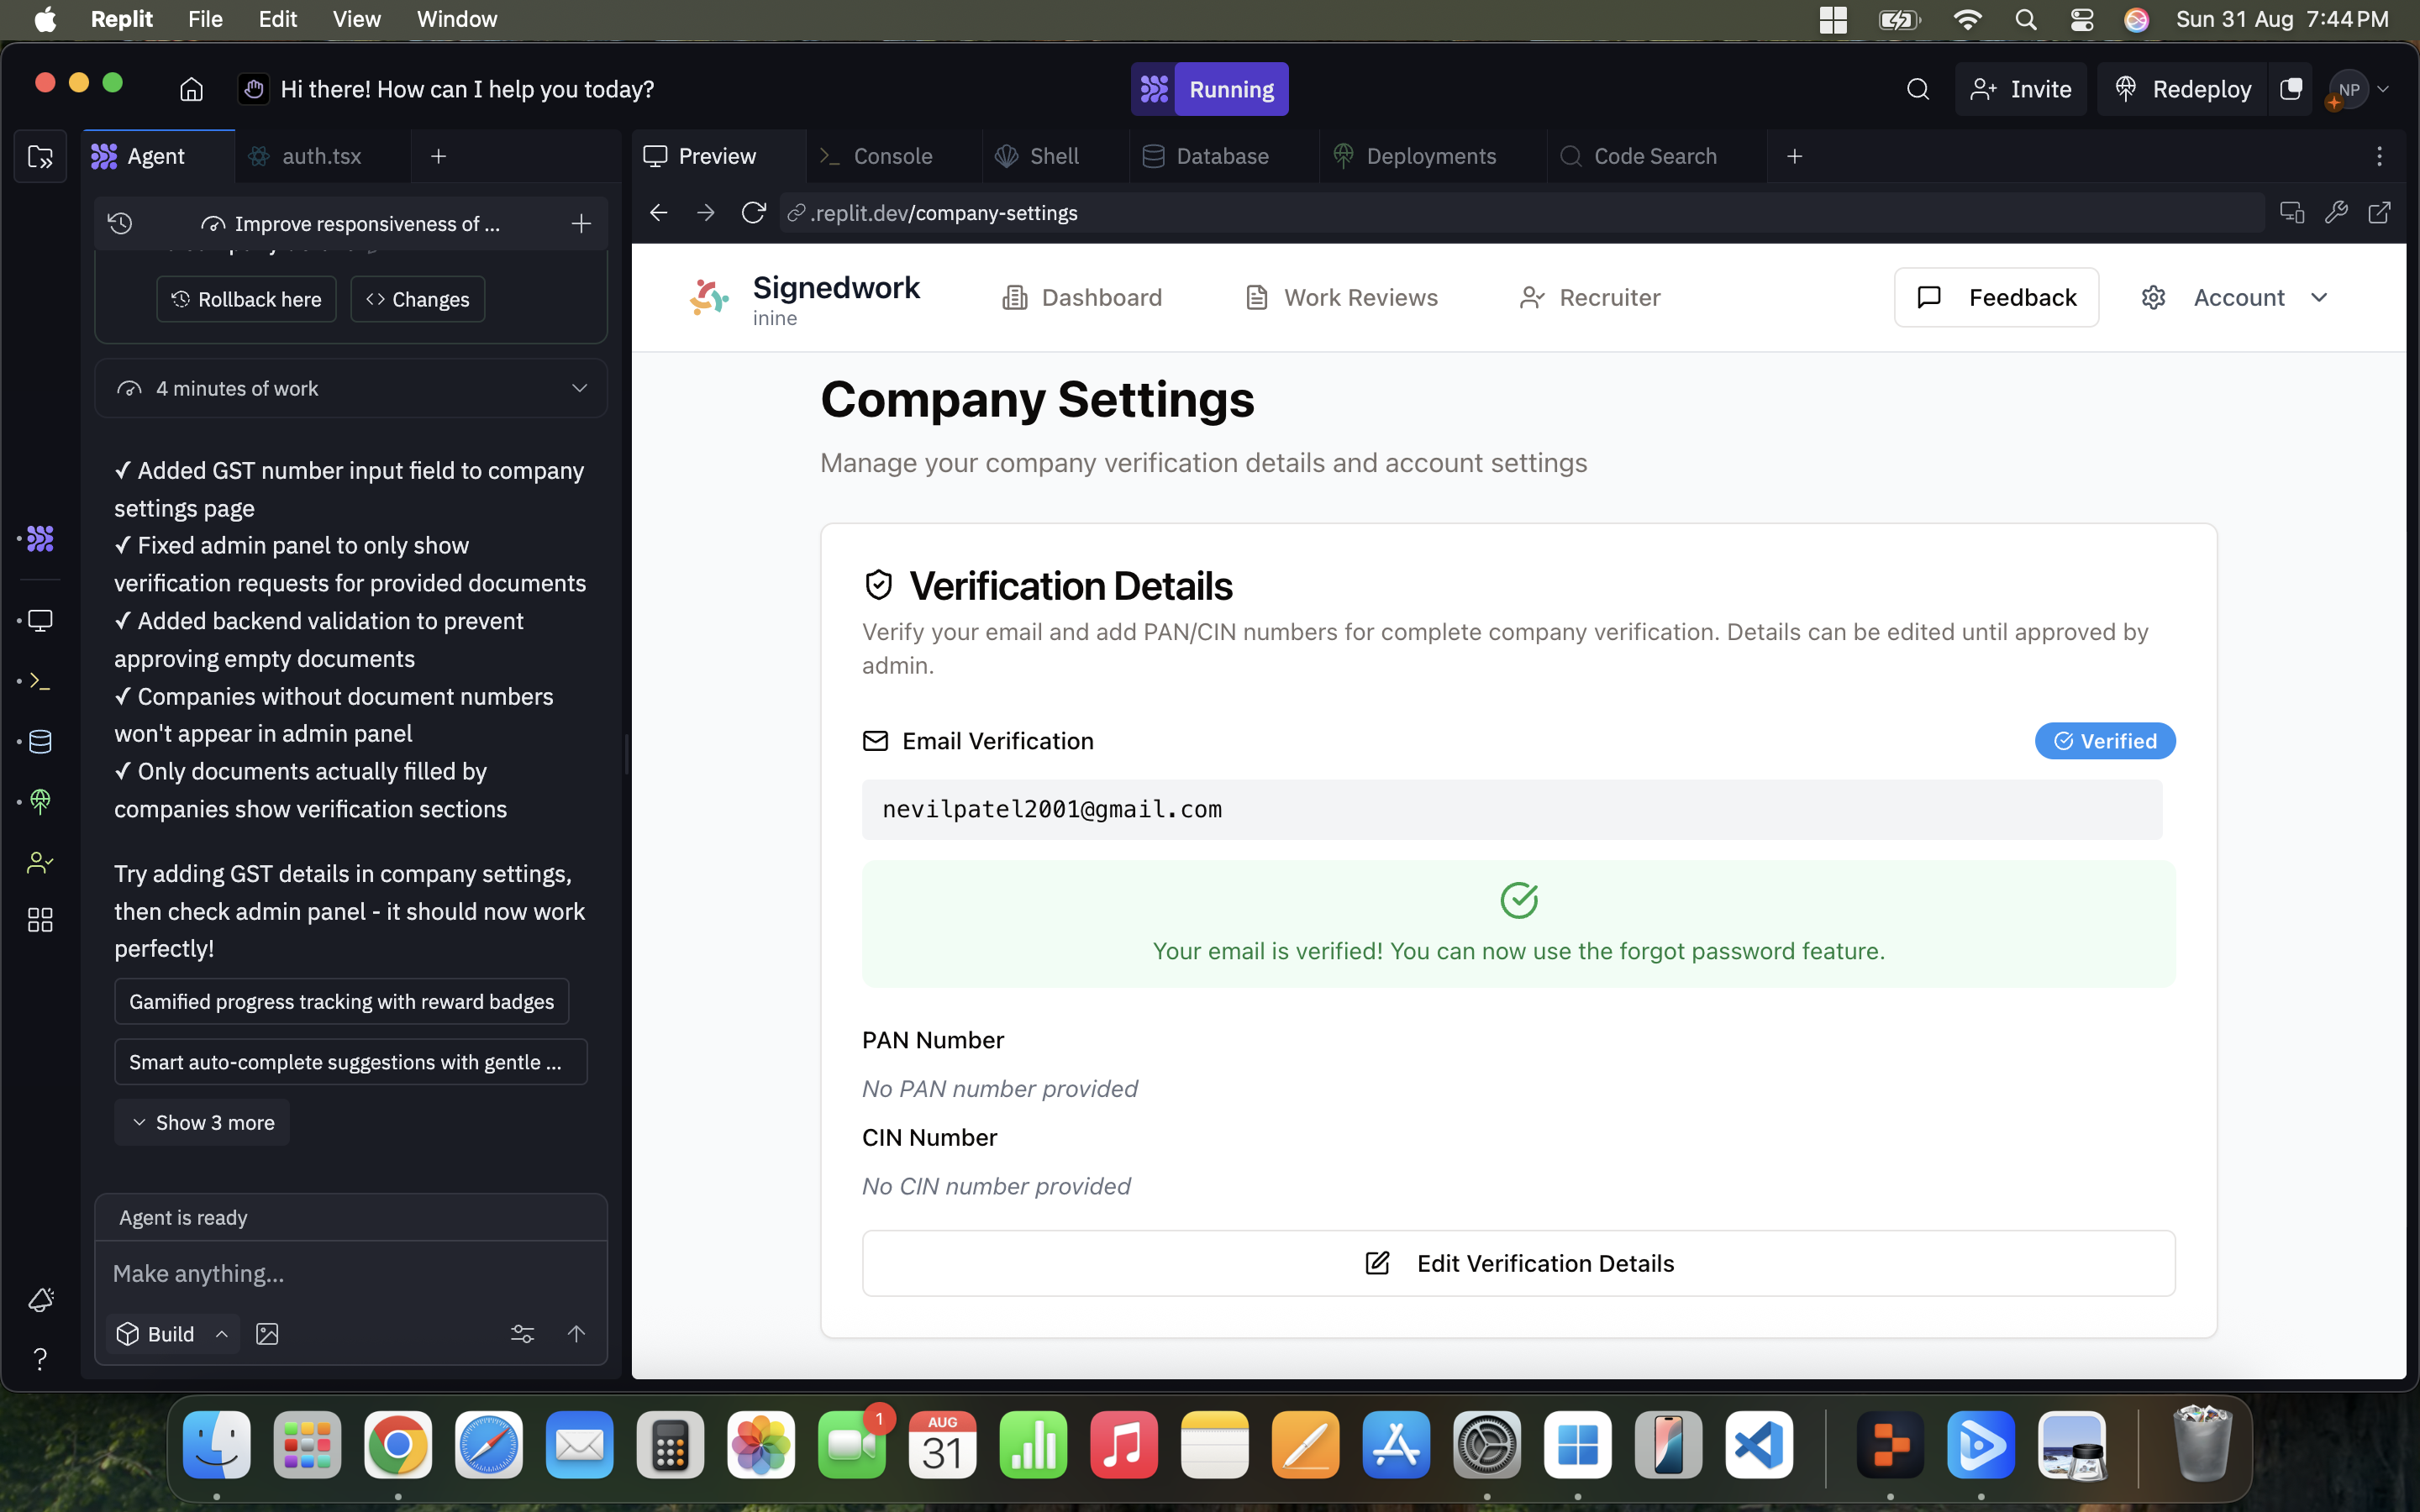 Replit File Edit View Window Sun 31 Aug 7:44 PM
Hi there! How can I help you today? Running Invite Redeploy NP
Agent auth.tsx
Improve responsiveness of ...
Rollback here Changes
4 minutes of work
✓ Added GST number input field to company
settings page
✓ Fixed admin panel to only show
verification requests for provided documents
✓ Added backend validation to prevent
approving empty documents
✓ Companies without document numbers
won't appear in admin panel
✓ Only documents actually filled by
companies show verification sections
Try adding GST details in company settings,
then check admin panel - it should now work
perfectly!
Gamified progress tracking with reward badges
Smart auto-complete suggestions with gentle ...
Show 3 more
Agent is ready
Make anything...
Build
Preview Console Shell Database Deployments Code Search
.replit.dev/company-settings
Signedwork
inine
Dashboard Work Reviews Recruiter Feedback Account
Company Settings
Manage your company verification details and account settings
Verification Details
Verify your email and add PAN/CIN numbers for complete company verification. Details can be edited until approved by
admin.
Email Verification Verified
nevilpatel2001@gmail.com
Your email is verified! You can now use the forgot password feature.
PAN Number
No PAN number provided
CIN Number
No CIN number provided
Edit Verification Details
1
AUG
31